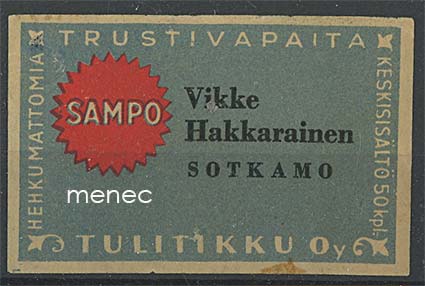 TRUSTIVAPAITA
HEHKUMATTOMIA
SAMPO
Vikke
Hakkarainen
SOTKAMO
KESKISISÄLTÖ 50 kpl.
menec
TULITIKKU Oy